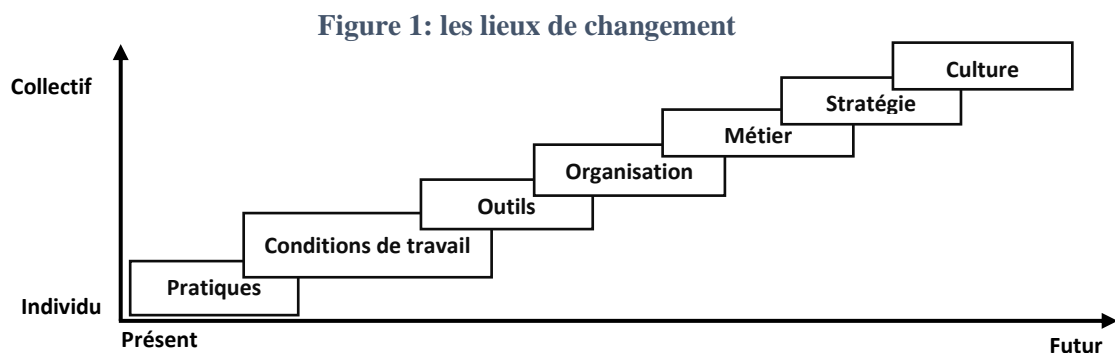 Figure 1: les lieux de changement
Culture
Collectif
Stratégie
Métier
Organisation
Outils
Conditions de travail
Pratiques
Individu
Présent
Futur